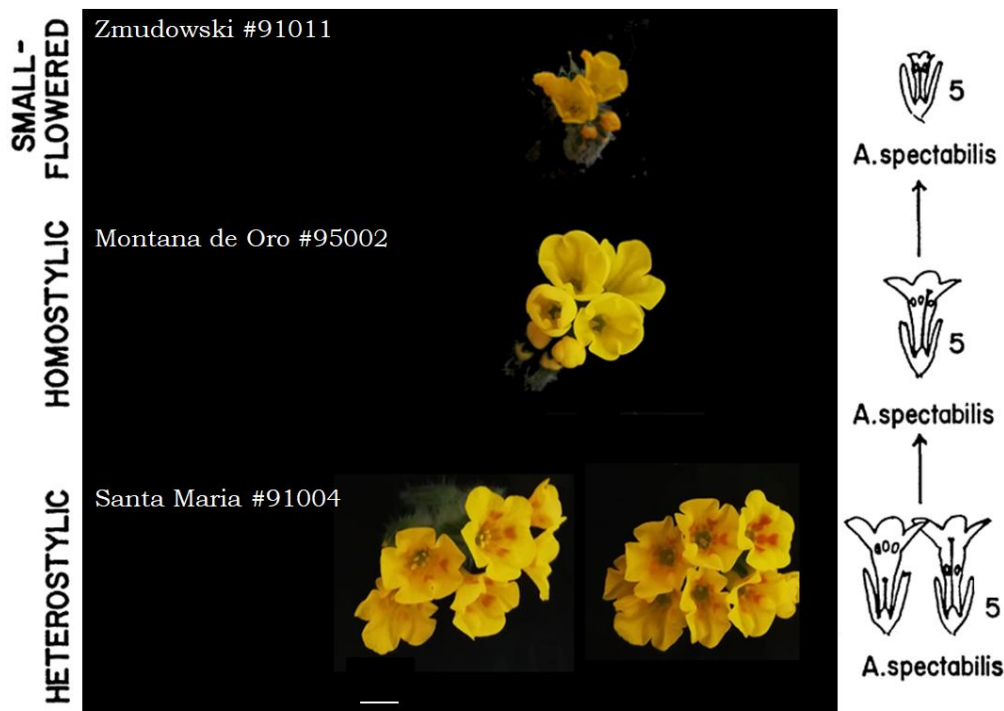 SMALL-
FLOWERED
Zmudowski #91011
5
A.spectabilis
HOMOSTYLIC
Montana de Oro #95002
5
A.spectabilis
HETEROSTYLIC
Santa Maria #91004
5
A.spectabilis